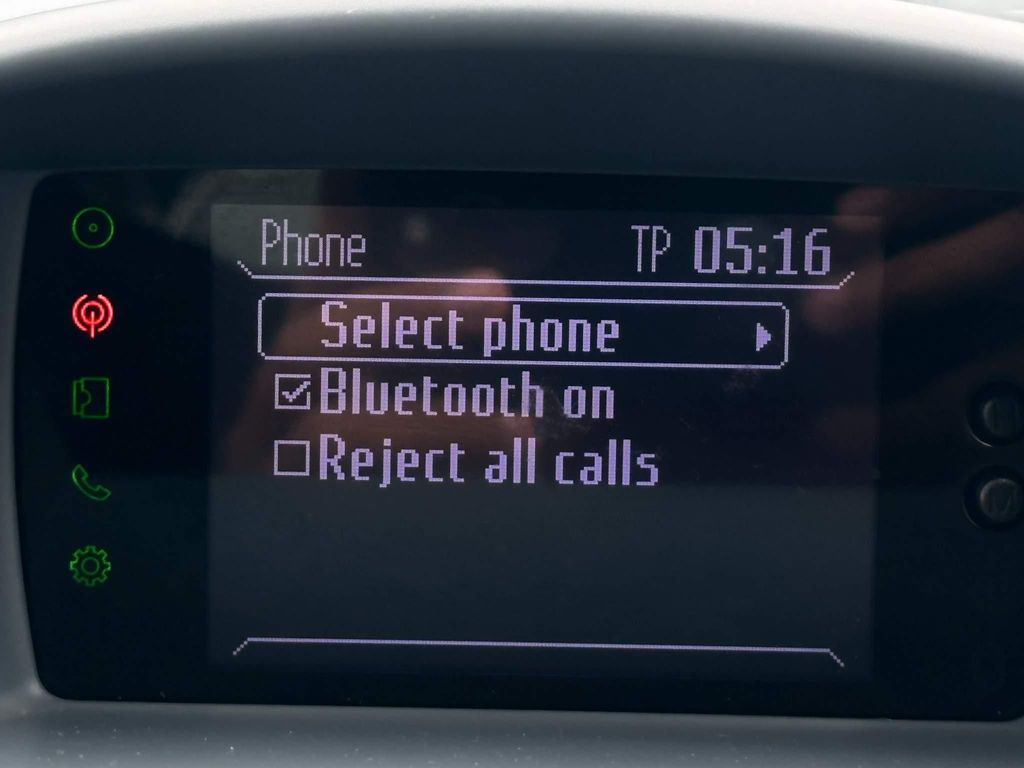 Phone TP 05:16
Select phone
Bluetooth on
Reject all calls